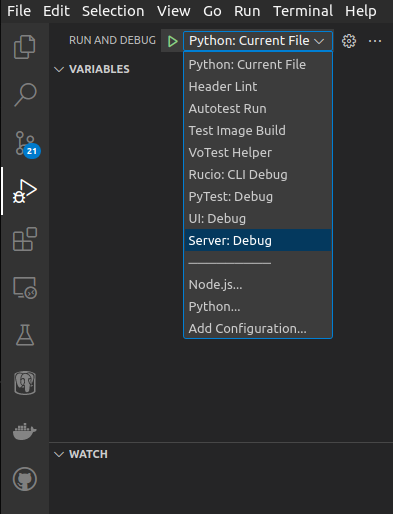 File Edit Selection View Go Run Terminal Help
RUN AND DEBUG Python: Current File
VARIABLES
Python: Current File
Header Lint
Autotest Run
Test Image Build
VoTest Helper
Rucio: CLI Debug
PyTest: Debug
UI: Debug
Server: Debug
Node.js...
Python...
Add Configuration...
21
WATCH